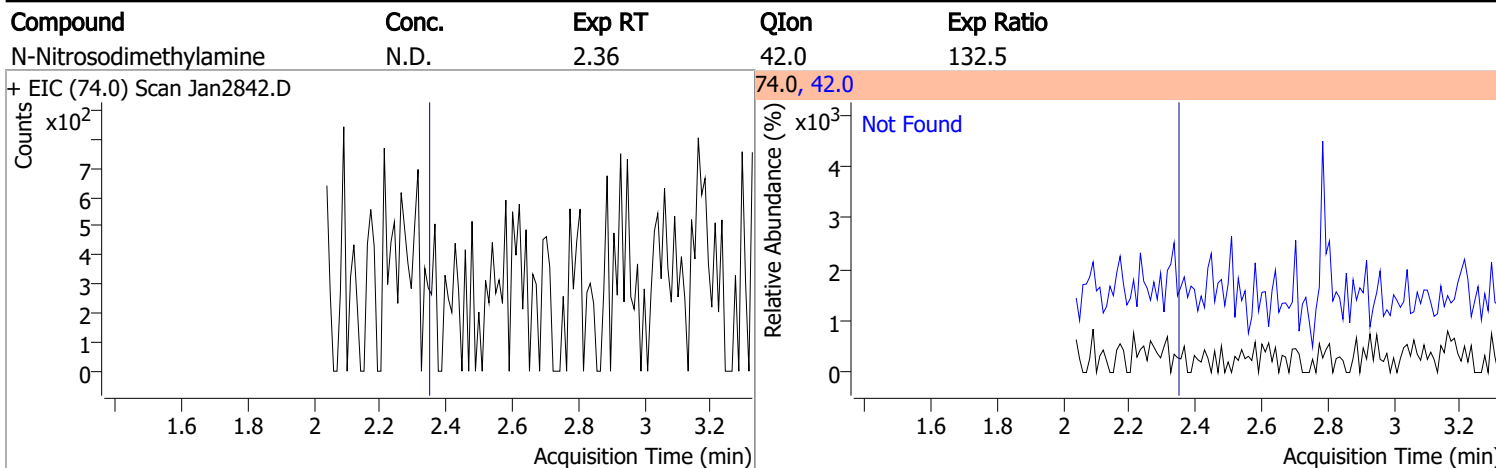 Compound Conc. Exp RT QIon Exp Ratio
N-Nitrosodimethylamine N.D. 2.36 42.0 132.5
+ EIC (74.0) Scan Jan2842.D
Counts
x10²
7
6
5
4
3
2
1
0
1.6 1.8 2 2.2 2.4 2.6 2.8 3 3.2
Acquisition Time (min)
74.0, 42.0
Relative Abundance (%)
x10³
Not Found
4
3
2
1
0
1.6 1.8 2 2.2 2.4 2.6 2.8 3 3.2
Acquisition Time (min)